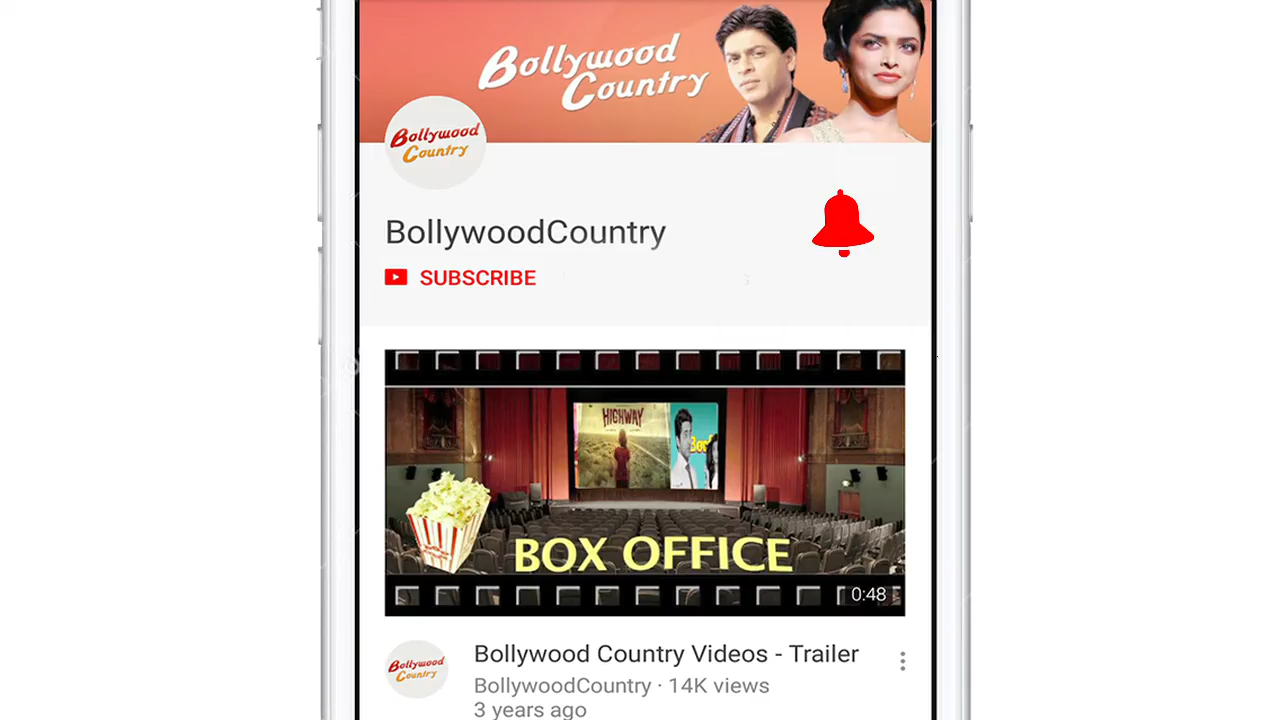 Bollywood
Country
Bollywood
Country
BollywoodCountry
SUBSCRIBE
HIGHWAY
BOX OFFICE
0:48
Bollywood
Country
Bollywood Country Videos - Trailer
BollywoodCountry · 14K views
3 years ago